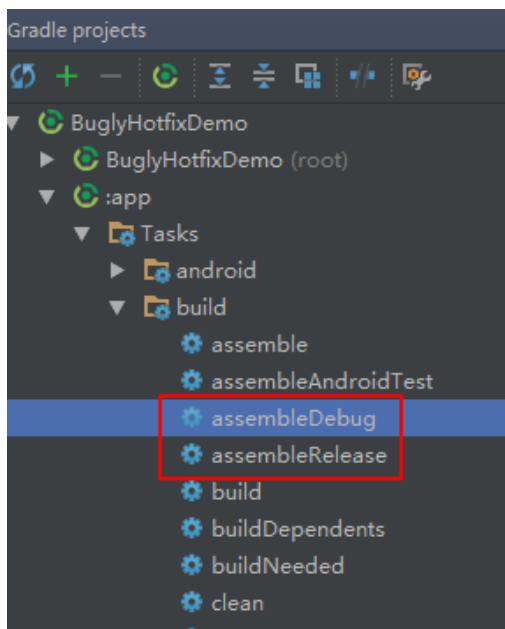 Gradle projects
BuglyHotfixDemo
BuglyHotfixDemo (root)
:app
Tasks
android
build
assemble
assembleAndroidTest
assembleDebug
assembleRelease
build
buildDependents
buildNeeded
clean